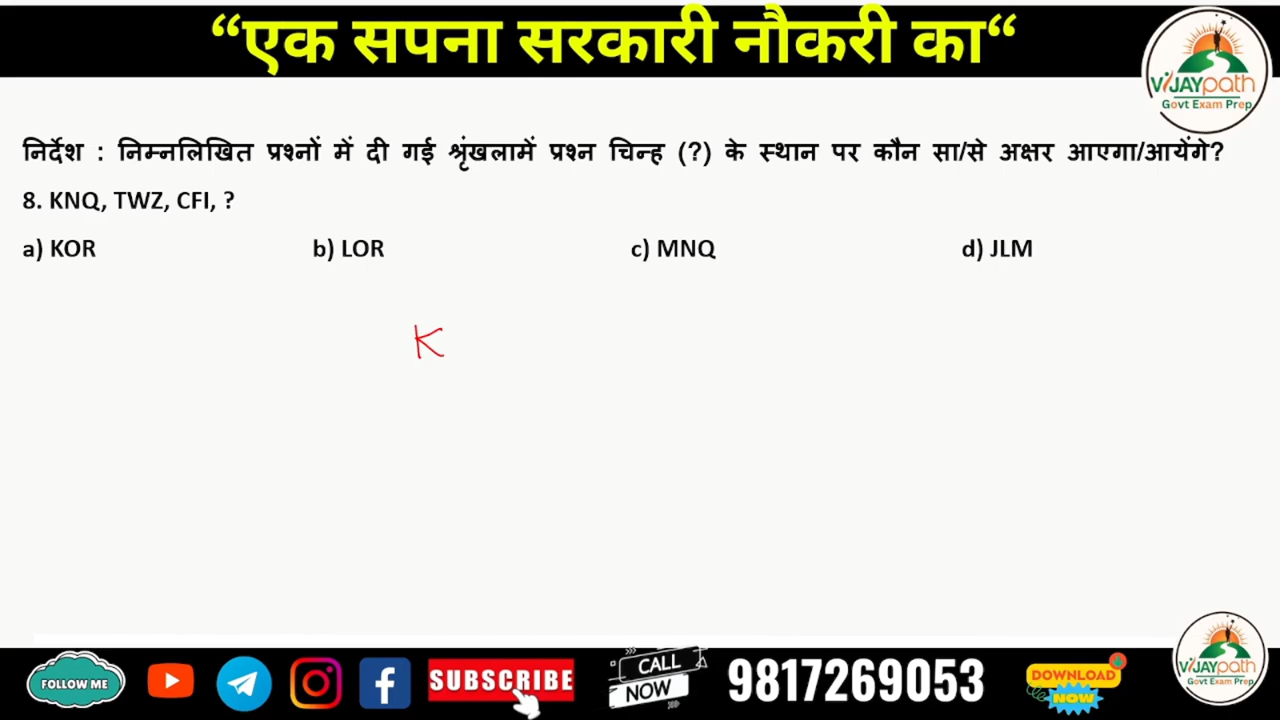 “एक सपना सरकारी नौकरी का“
ViJAYpath
Govt Exam Prep
निर्देश : निम्नलिखित प्रश्नों में दी गई श्रृंखलामें प्रश्न चिन्ह (?) के स्थान पर कौन सा/से अक्षर आएगा/आयेंगे?
8. KNQ, TWZ, CFI, ?
a) KOR b) LOR c) MNQ d) JLM
K
ViJAYpath
Govt Exam Prep
FOLLOW ME SUBSCRIBE CALL NOW 9817269053 DOWNLOAD NOW